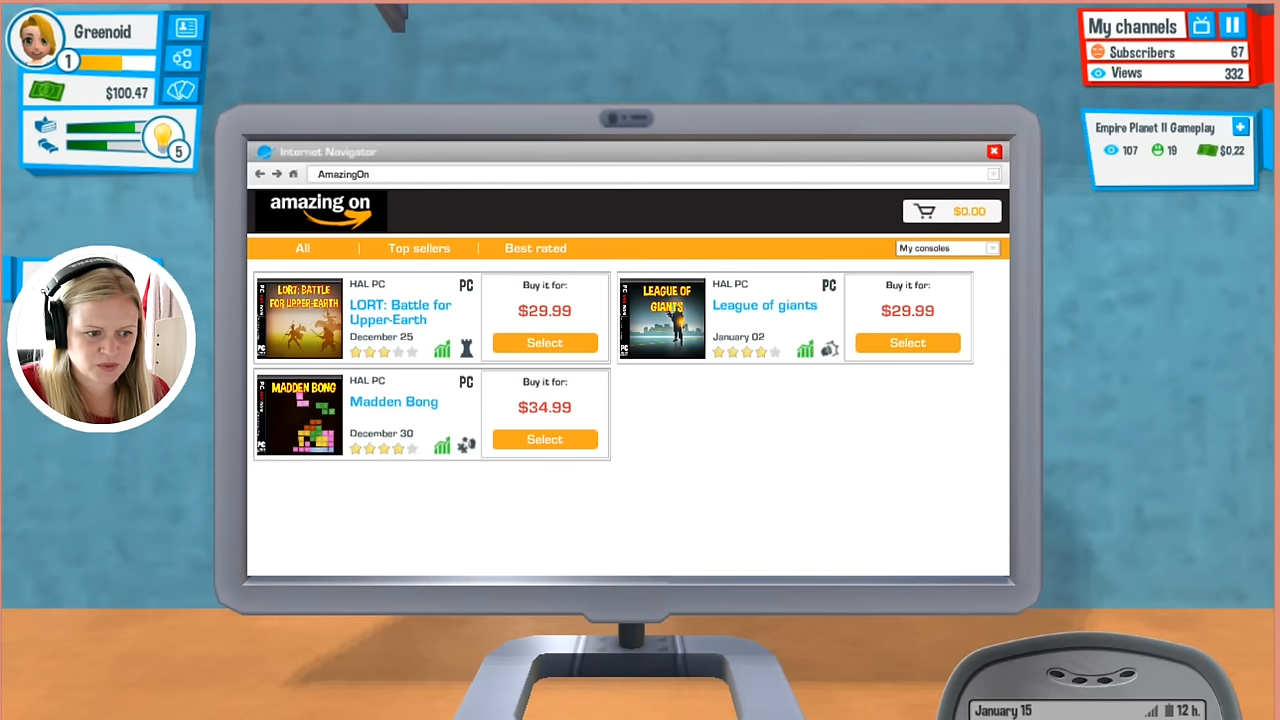 Greenoid
1
$100.47
5
My channels
Subscribers 67
Views 332
Empire Planet II Gameplay
107 19 $0.22
Internet Navigator
AmazingOn
amazing on
$0.00
All | Top sellers | Best rated
My consoles
LORT: BATTLE
FOR UPPER-EARTH
HAL PC PC
LORT: Battle for
Upper-Earth
December 25
Buy it for:
$29.99
Select
LEAGUE OF
GIANTS
HAL PC PC
League of giants
January 02
Buy it for:
$29.99
Select
MADDEN BONG
HAL PC PC
Madden Bong
December 30
Buy it for:
$34.99
Select
January 15 12 h.